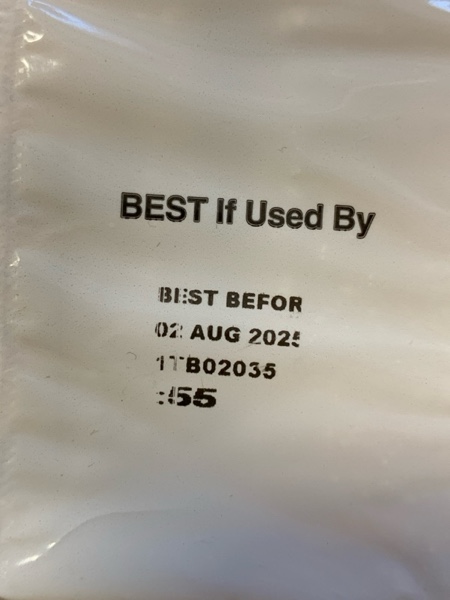 BEST If Used By
BEST BEFOR
02 AUG 2025
1TB02035
:55